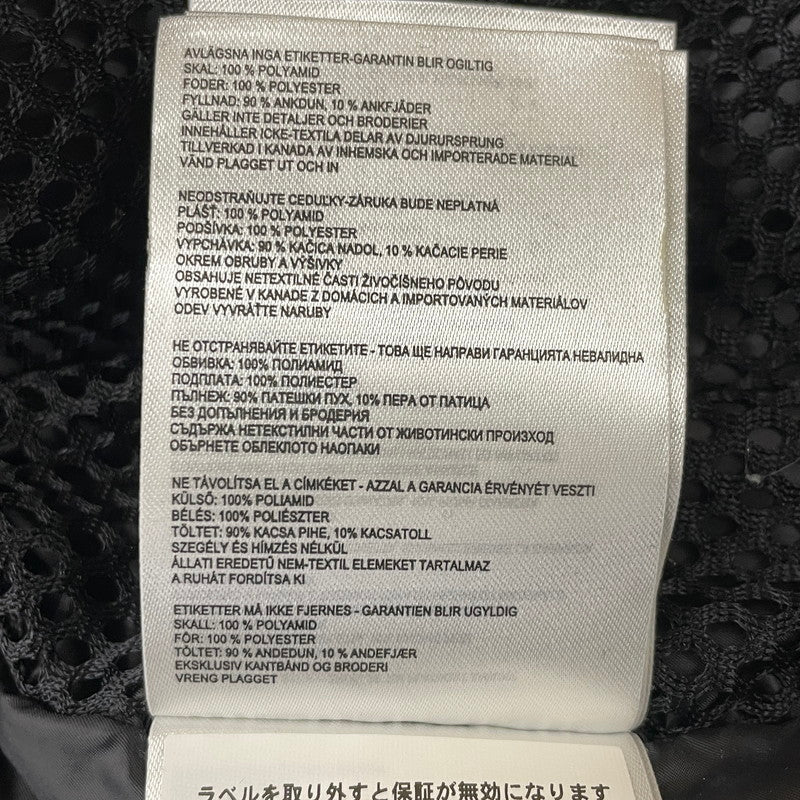 AVLÄGSNA INGA ETIKETTER-GARANTIN BLIR OGILTIG
SKAL: 100 % POLYAMID
FODER: 100 % POLYESTER
FYLLNAD: 90 % ANKDUN, 10 % ANKFJÄDER
GÄLLER INTE DETALJER OCH BRODERIER
INNEHÅLLER ICKE-TEXTILA DELAR AV DJURURSPRUNG
TILLVERKAD I KANADA AV INHEMSKA OCH IMPORTERADE MATERIAL
VÄND PLAGGET UT OCH IN
NEODSTRAŇUJTE CEDUĽKY-ZÁRUKA BUDE NEPLATNÁ
PLÁŠŤ: 100 % POLYAMID
PODŠÍVKA: 100 % POLYESTER
VYPCHÁVKA: 90 % KAČICA NADOL, 10 % KAČACIE PERIE
OKREM OBRUBY A VÝŠIVKY
OBSAHUJE NETEXTILNÉ ČASTI ŽIVOČÍŠNEHO PÔVODU
VYROBENÉ V KANADE Z DOMÁCICH A IMPORTOVANÝCH MATERIÁLOV
ODEV VYVRÁŤTE NARUBY
НЕ ОТСТРАНЯВАЙТЕ ЕТИКЕТИТЕ - ТОВА ЩЕ НАПРАВИ ГАРАНЦИЯТА НЕВАЛИДНА
ОБВИВКА: 100% ПОЛИАМИД
ПОДПЛАТА: 100% ПОЛИЕСТЕР
ПЪЛНЕЖ: 90% ПАТЕШКИ ПУХ, 10% ПЕРА ОТ ПАТИЦА
БЕЗ ДОПЪЛНЕНИЯ И БРОДЕРИЯ
СЪДЪРЖА НЕТЕКСТИЛНИ ЧАСТИ ОТ ЖИВОТИНСКИ ПРОИЗХОД
ОБЪРНЕТЕ ОБЛЕКЛОТО НАОПАКИ
NE TÁVOLÍTSA EL A CÍMKÉKET - AZZAL A GARANCIA ÉRVÉNYÉT VESZTI
KÜLSŐ: 100% POLIAMID
BÉLÉS: 100% POLIÉSZTER
TÖLTET: 90% KACSA PIHE, 10% KACSATOLL
SZEGÉLY ÉS HÍMZÉS NÉLKÜL
ÁLLATI EREDETŰ NEM-TEXTIL ELEMEKET TARTALMAZ
A RUHÁT FORDÍTSA KI
ETIKETTER MÅ IKKE FJERNES - GARANTIEN BLIR UGYLDIG
SKALL: 100 % POLYAMID
FÔR: 100 % POLYESTER
TÖLTET: 90 % ANDEDUN, 10 % ANDEFJÆR
EKSKLUSIV KANTBÅND OG BRODERI
VRENG PLAGGET
ラベルを取り外すと保証が無効になります